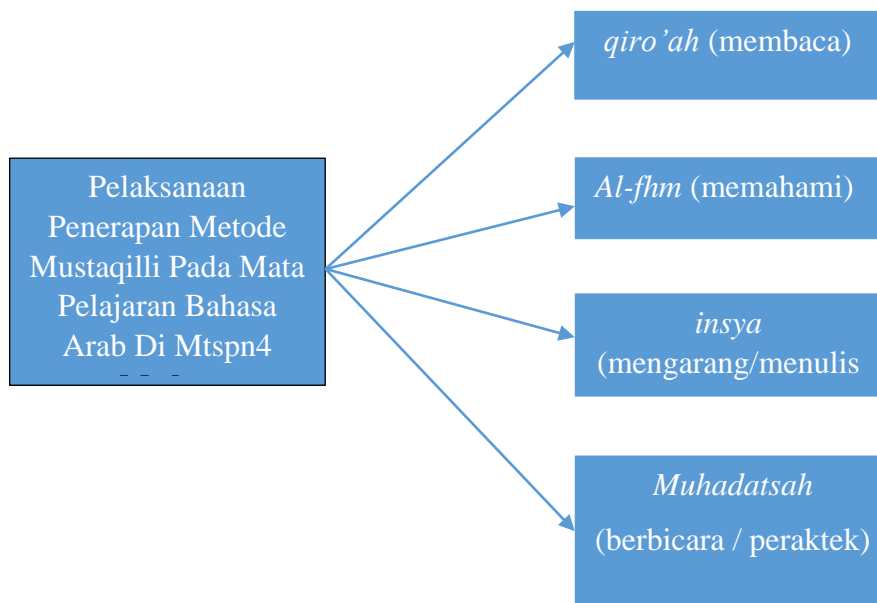 Pelaksanaan
Penerapan Metode
Mustaqilli Pada Mata
Pelajaran Bahasa
Arab Di Mtspn4
qiro’ah (membaca)
Al-fhm (memahami)
insya
(mengarang/menulis
Muhadatsah
(berbicara / peraktek)